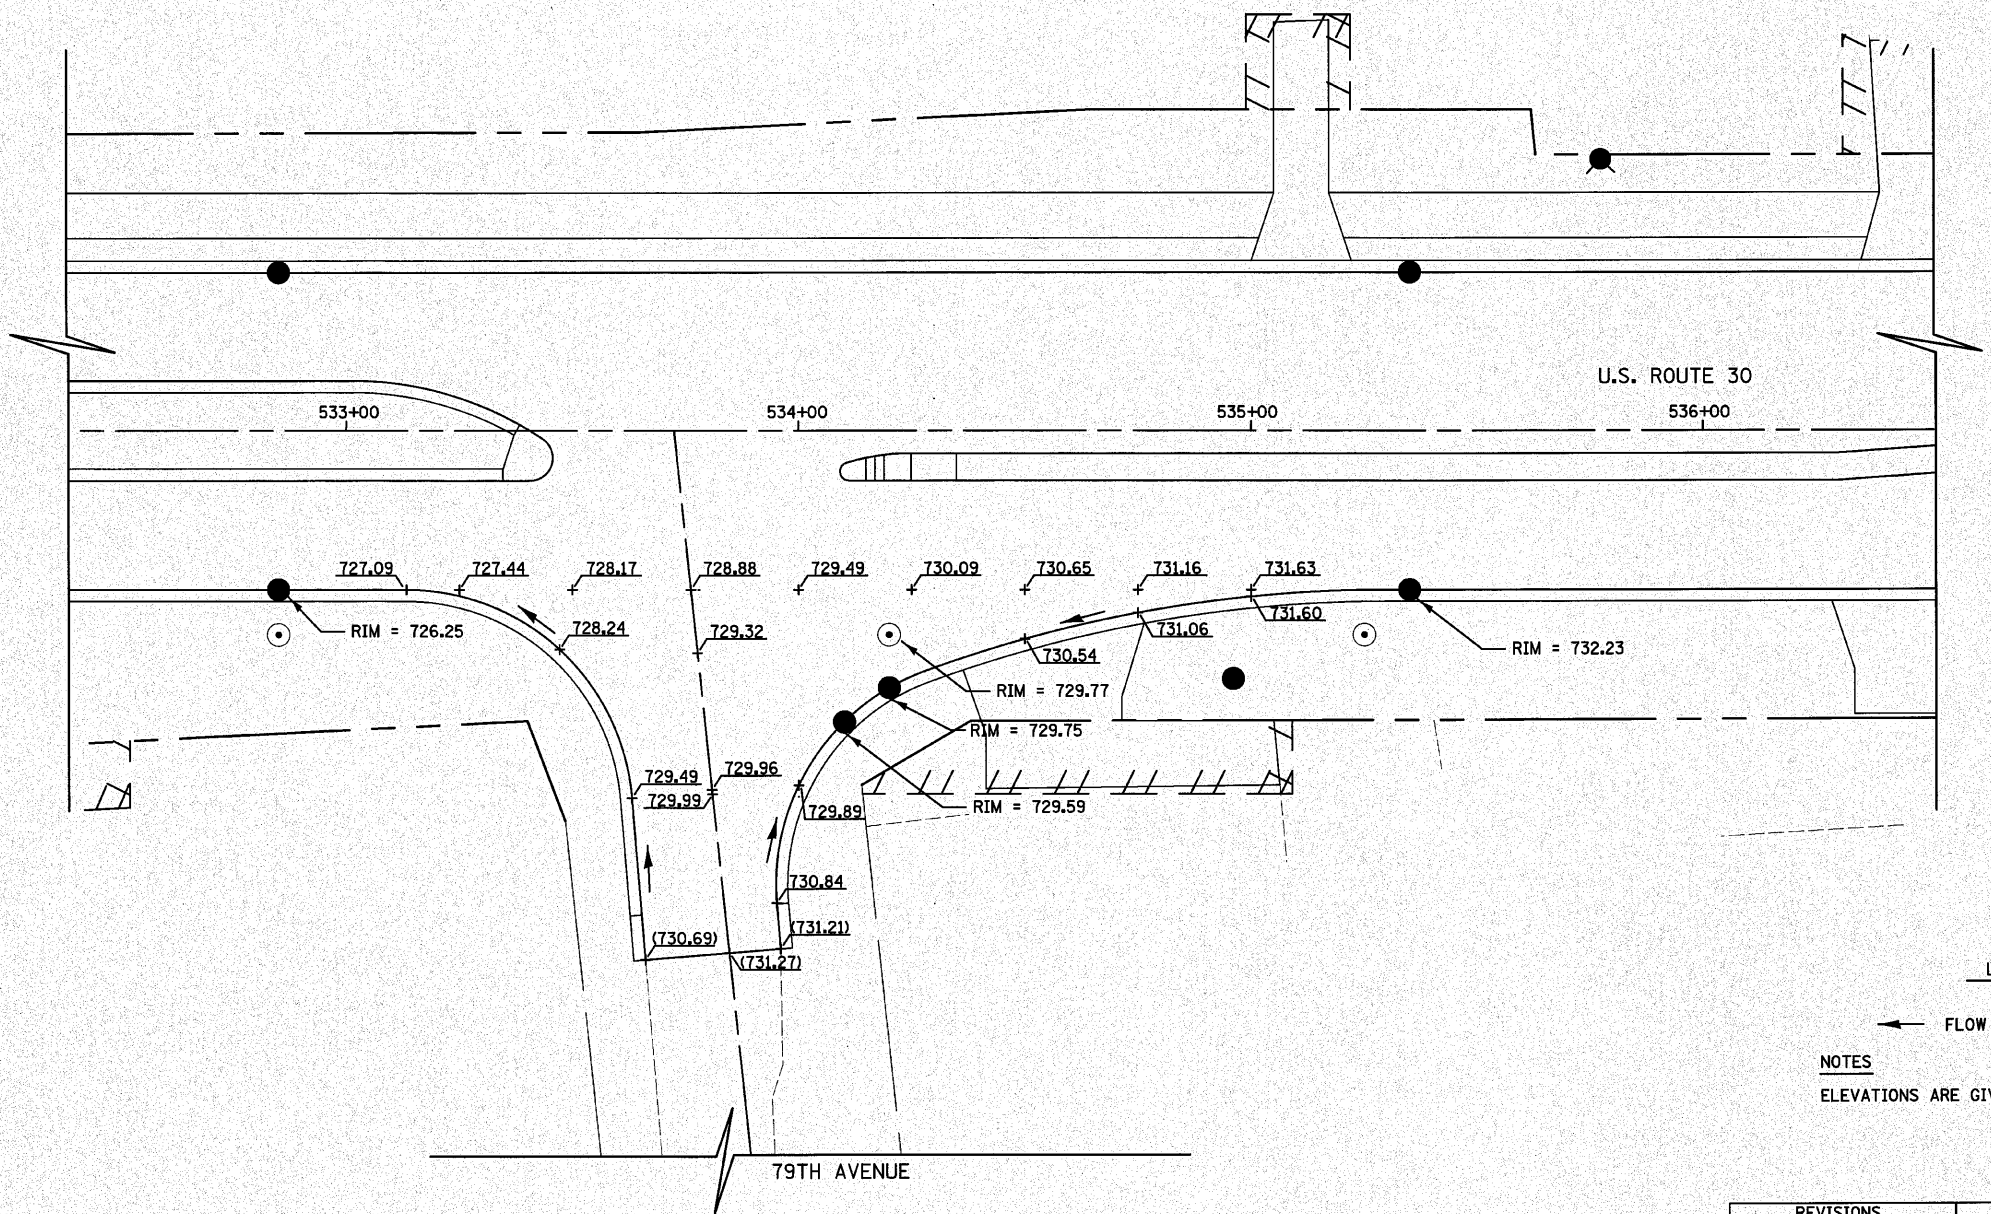 U.S. ROUTE 30
533+00
534+00
535+00
536+00
727.09
727.44
728.17
728.88
729.49
730.09
730.65
731.16
731.63
731.60
RIM = 726.25
728.24
729.32
731.06
730.54
RIM = 732.23
RIM = 729.77
RIM = 729.75
729.49
729.96
729.99
729.89
RIM = 729.59
730.84
(730.69)
(731.21)
(731.27)
FLOW
NOTES
ELEVATIONS ARE
79TH AVENUE
REVISIONS